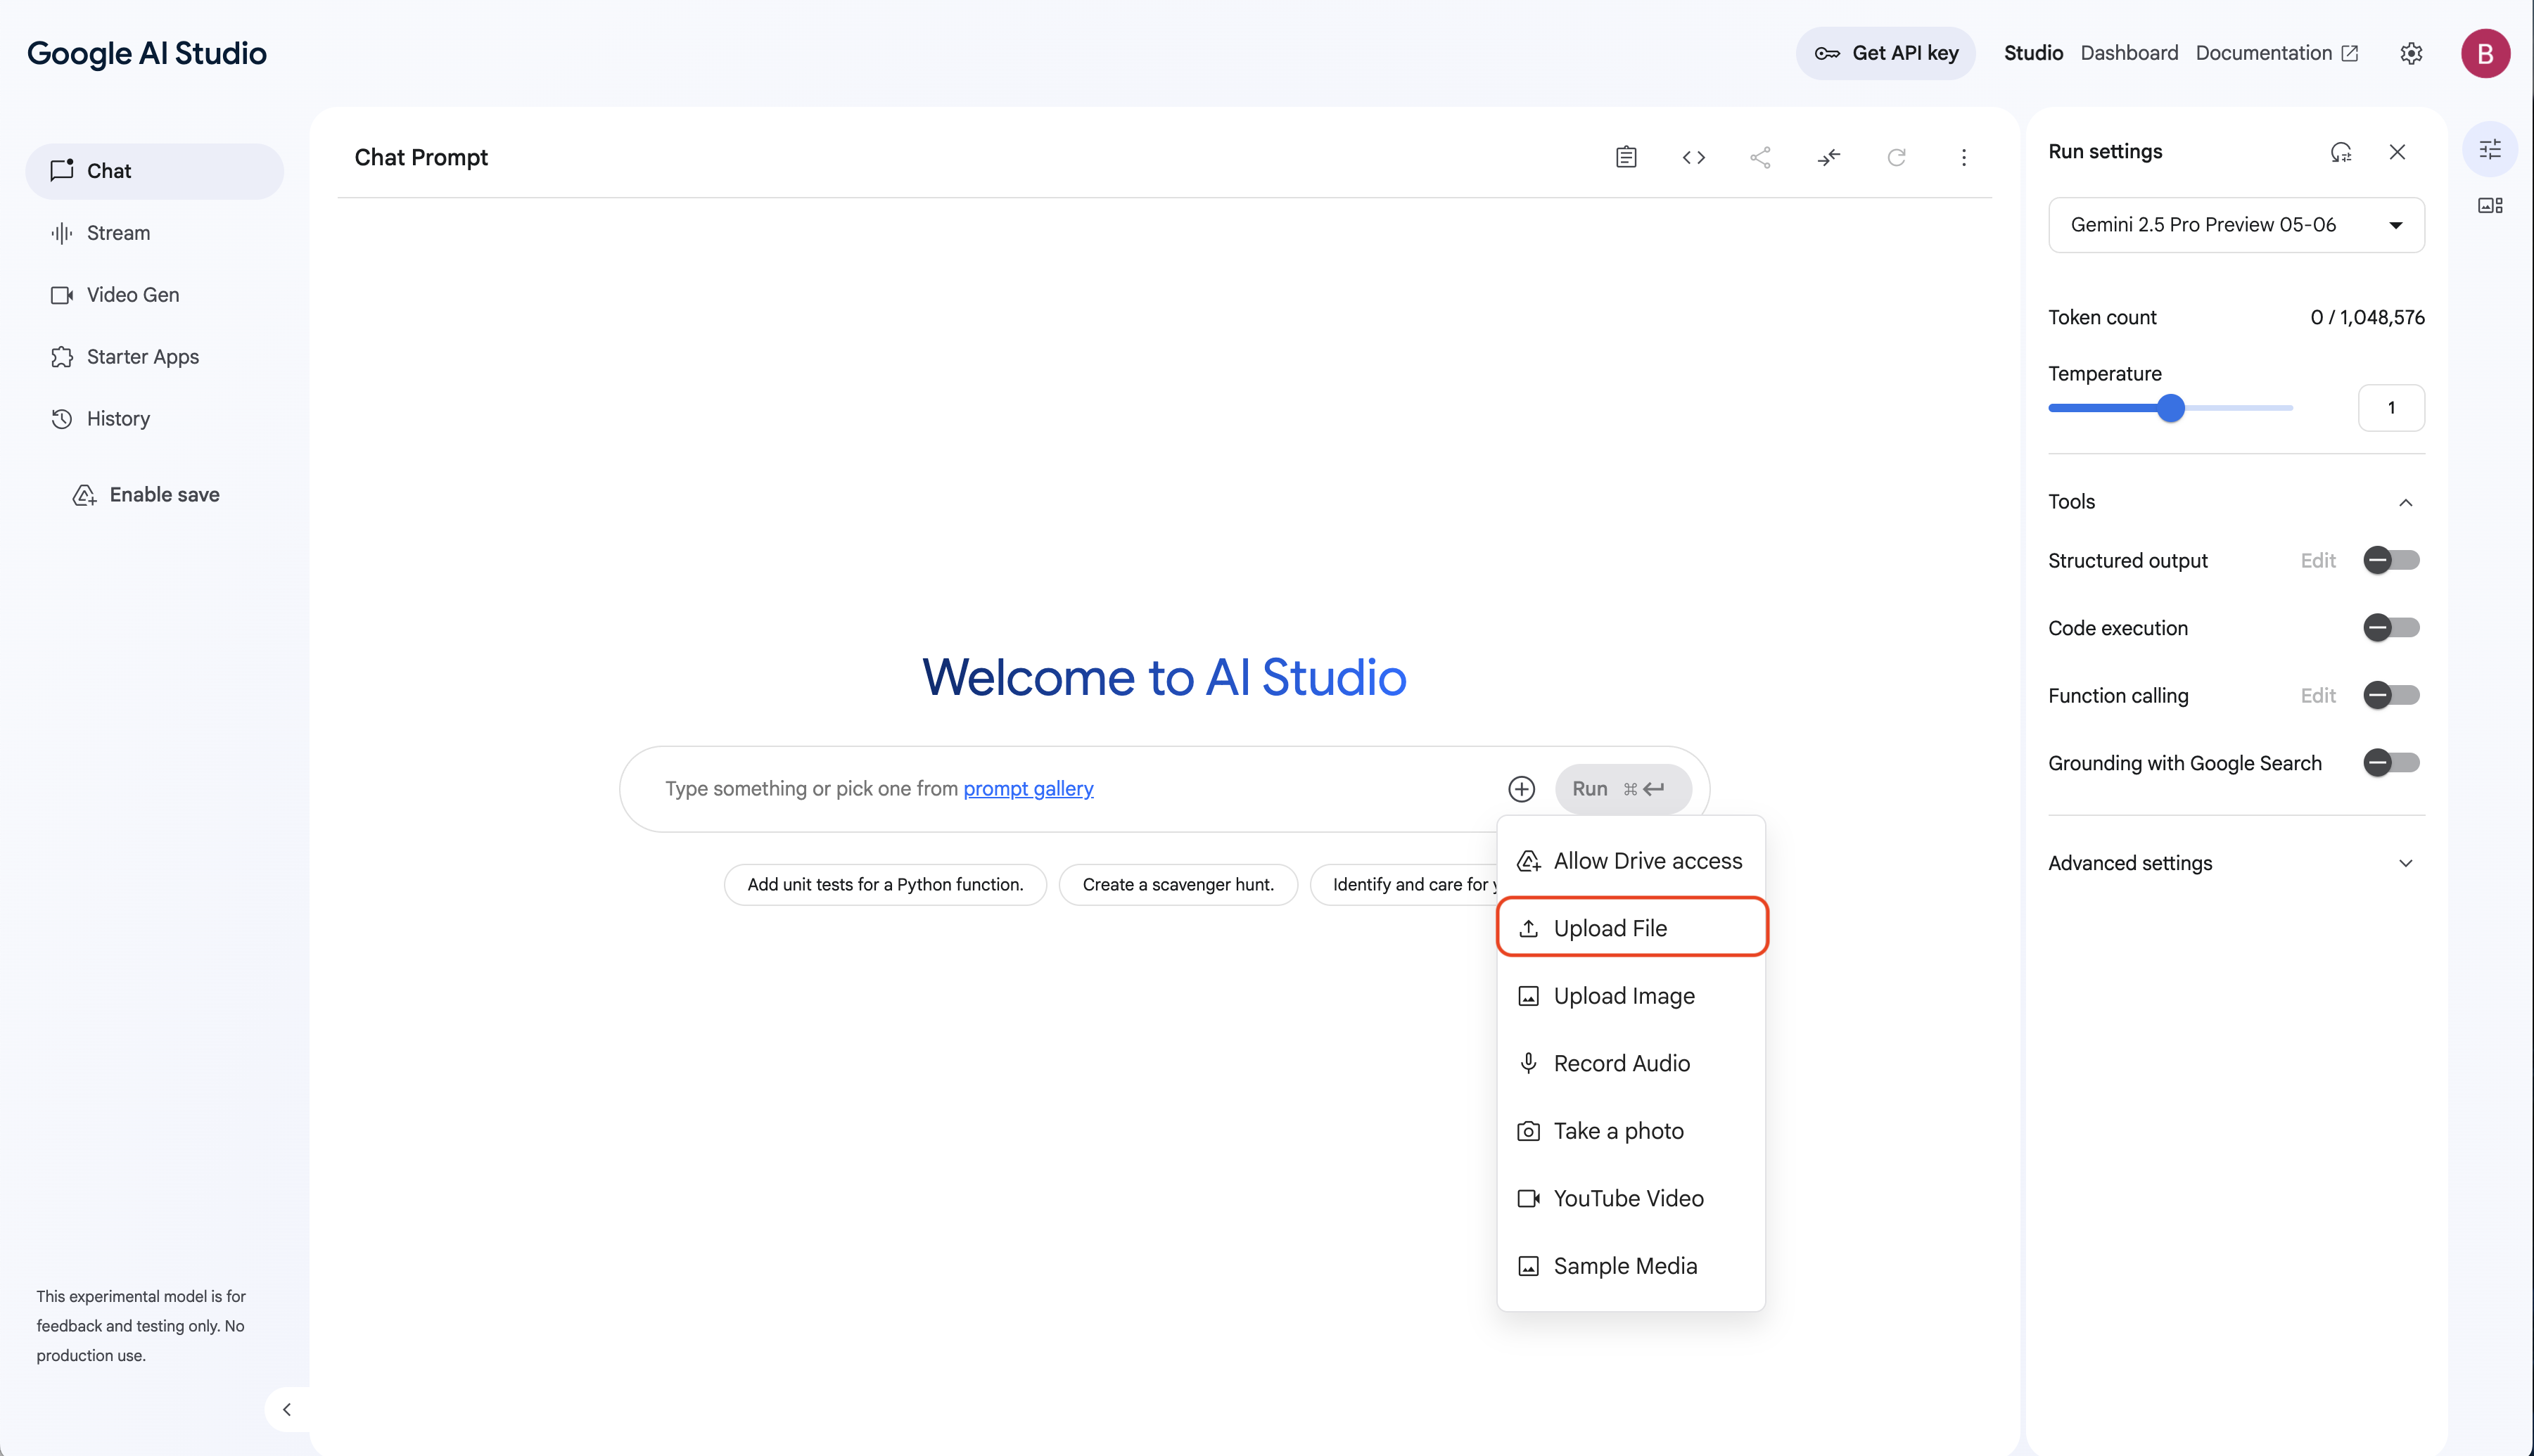 Google AI Studio
Get API key
Studio
Dashboard
Documentation
B
Chat
Stream
Video Gen
Starter Apps
History
Enable save
This experimental model is for
feedback and testing only. No
production use.
Chat Prompt
Welcome to AI Studio
Type something or pick one from prompt gallery
Run ⌘
Add unit tests for a Python function.
Create a scavenger hunt.
Identify and care for
Allow Drive access
Upload File
Upload Image
Record Audio
Take a photo
YouTube Video
Sample Media
Run settings
Gemini 2.5 Pro Preview 05-06
Token count 0 / 1,048,576
Temperature
1
Tools
Structured output Edit
Code execution
Function calling Edit
Grounding with Google Search
Advanced settings